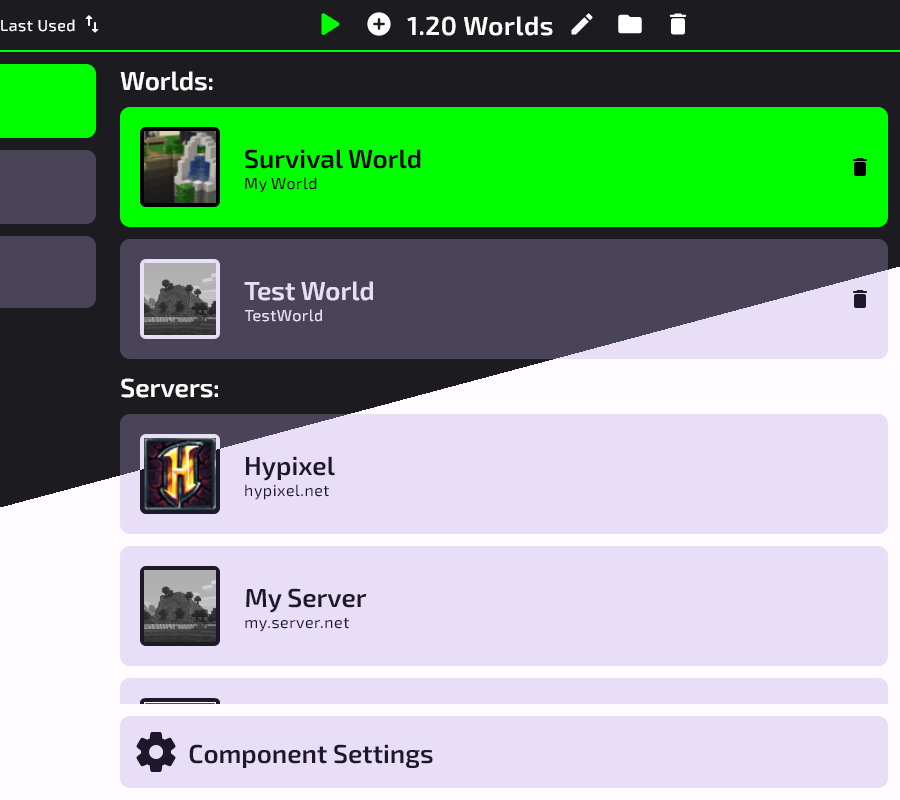 Last Used
1.20 Worlds
Worlds:
Survival World
My World
Test World
TestWorld
Servers:
Hypixel
hypixel.net
My Server
my.server.net
Component Settings